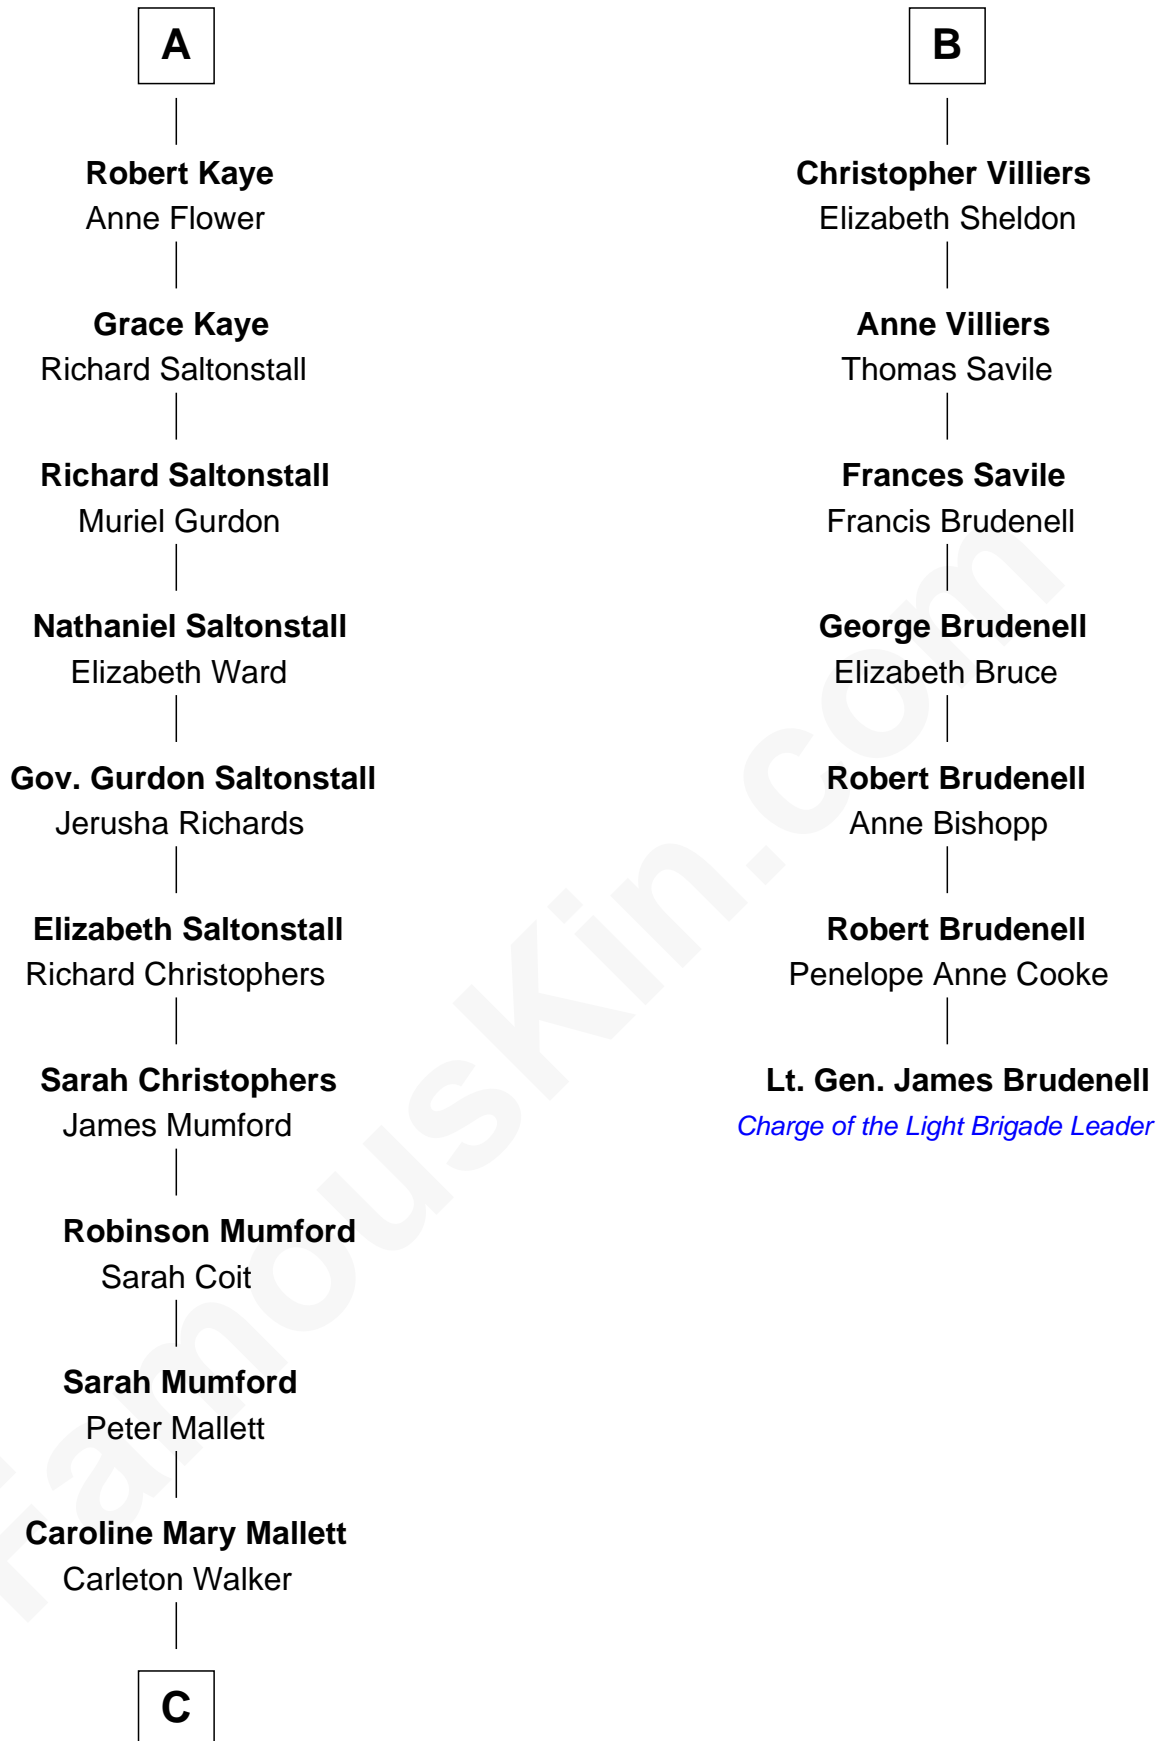 A
Robert Kaye
Anne Flower
Grace Kaye
Richard Saltonstall
Richard Saltonstall
Muriel Gurdon
Nathaniel Saltonstall
Elizabeth Ward
Gov. Gurdon Saltonstall
Jerusha Richards
Elizabeth Saltonstall
Richard Christophers
Sarah Christophers
James Mumford
Robinson Mumford
Sarah Coit
Sarah Mumford
Peter Mallett
Caroline Mary Mallett
Carleton Walker
C
B
Christopher Villiers
Elizabeth Sheldon
Anne Villiers
Thomas Savile
Frances Savile
Francis Brudenell
George Brudenell
Elizabeth Bruce
Robert Brudenell
Anne Bishopp
Robert Brudenell
Penelope Anne Cooke
Lt. Gen. James Brudenell
Charge of the Light Brigade Leader
FamousKin.com